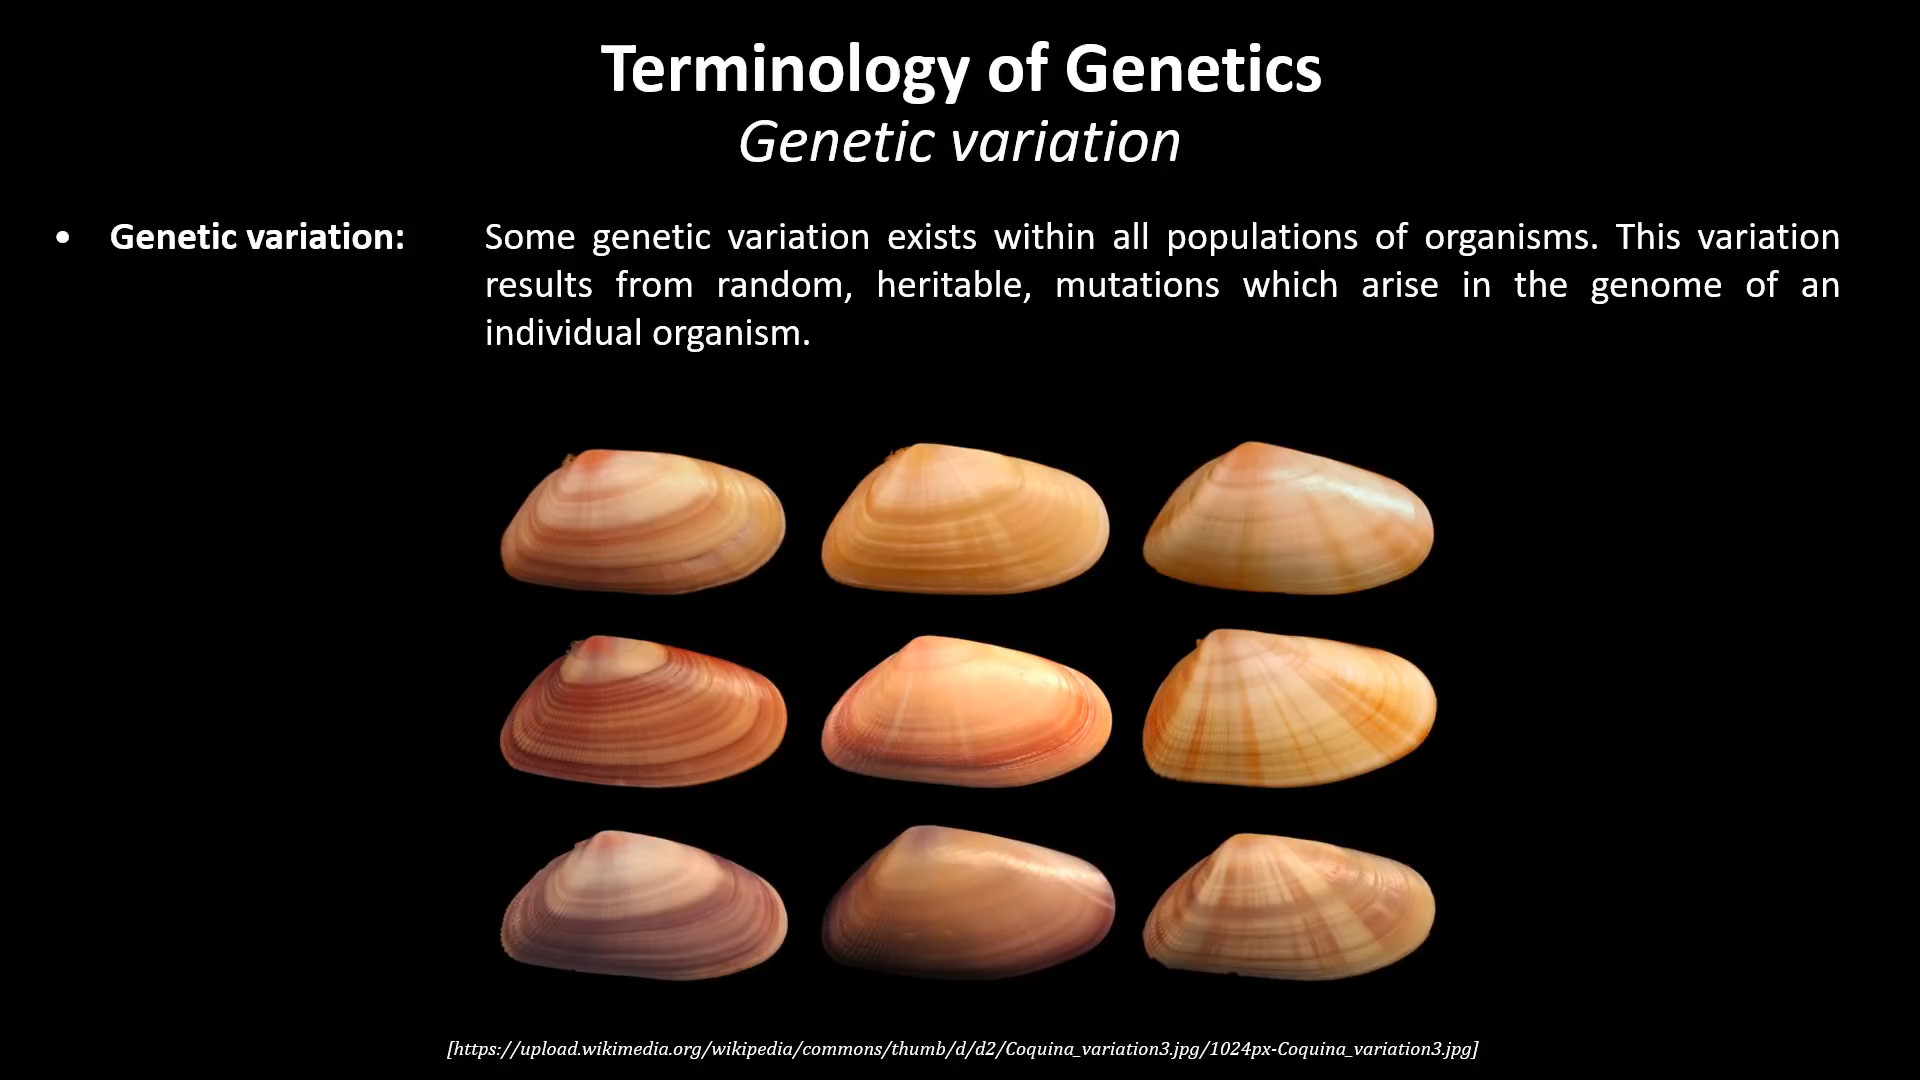 Terminology of Genetics
Genetic variation
• Genetic variation: Some genetic variation exists within all populations of organisms. This variation
results from random, heritable, mutations which arise in the genome of an
individual organism.
[https://upload.wikimedia.org/wikipedia/commons/thumb/d/d2/Coquina_variation3.jpg/1024px-Coquina_variation3.jpg]